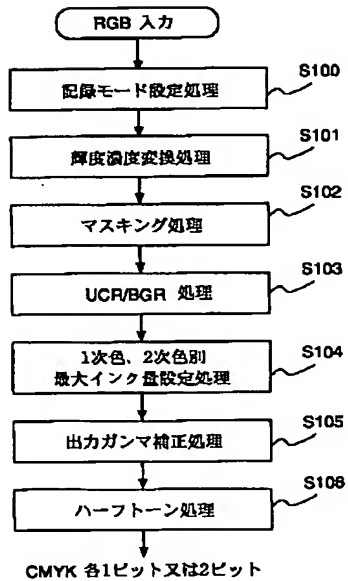 RGB 入力
S100
記録モード設定処理
S101
輝度濃度変換処理
S102
マスキング処理
S103
UCR/BGR 処理
S104
1次色、2次色別
最大インク量設定処理
S105
出力ガンマ補正処理
S106
ハーフトーン処理
CMYK 各1ビット又は2ビット